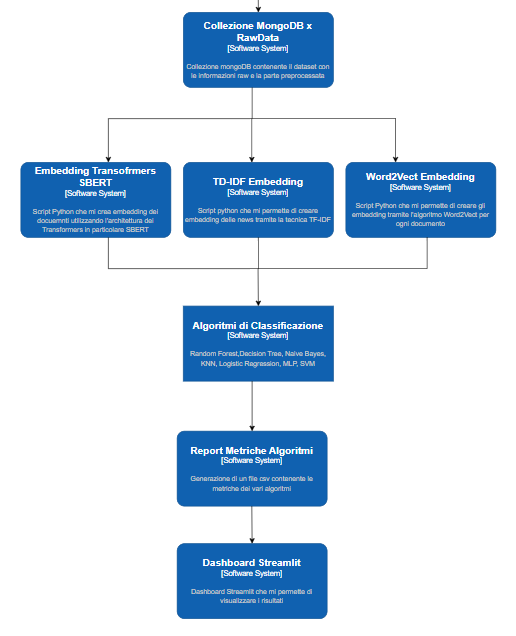 Collezione MongoDB x
RawData
[Software System]
Collezione mongoDB contenente il dataset con
le informazioni raw e la parte preprocessata
Embedding Transofrmers
SBERT
[Software System]
Script Python che mi crea embedding dei
docuemnti utilizzando l'architettura dei
Transformers in particolare SBERT
TD-IDF Embedding
[Software System]
Script python che mi permette di creare
embedding delle news tramite la tecnica TF-IDF
Word2Vect Embedding
[Software System]
Script Python che mi permette di creare gli
embedding tramite l'algoritmo Word2Vect per
ogni documento
Algoritmi di Classificazione
[Software System]
Random Forest,Decision Tree, Naive Bayes,
KNN, Logistic Regression, MLP, SVM
Report Metriche Algoritmi
[Software System]
Generazione di un file csv contenente le
metriche dei vari algoritmi
Dashboard Streamlit
[Software System]
Dashboard Streamlit che mi permette di
visualizzare i risultati